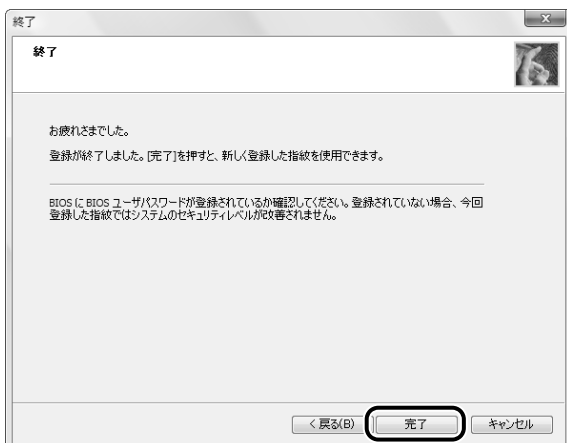 終了
終了
お疲れさまでした。
登録が終了しました。[完了]を押すと、新しく登録した指紋を使用できます。
BIOS に BIOS ユーザパスワードが登録されているか確認してください。登録されていない場合、今回
登録した指紋ではシステムのセキュリティレベルが改善されません。
< 戻る(B) 完了 キャンセル